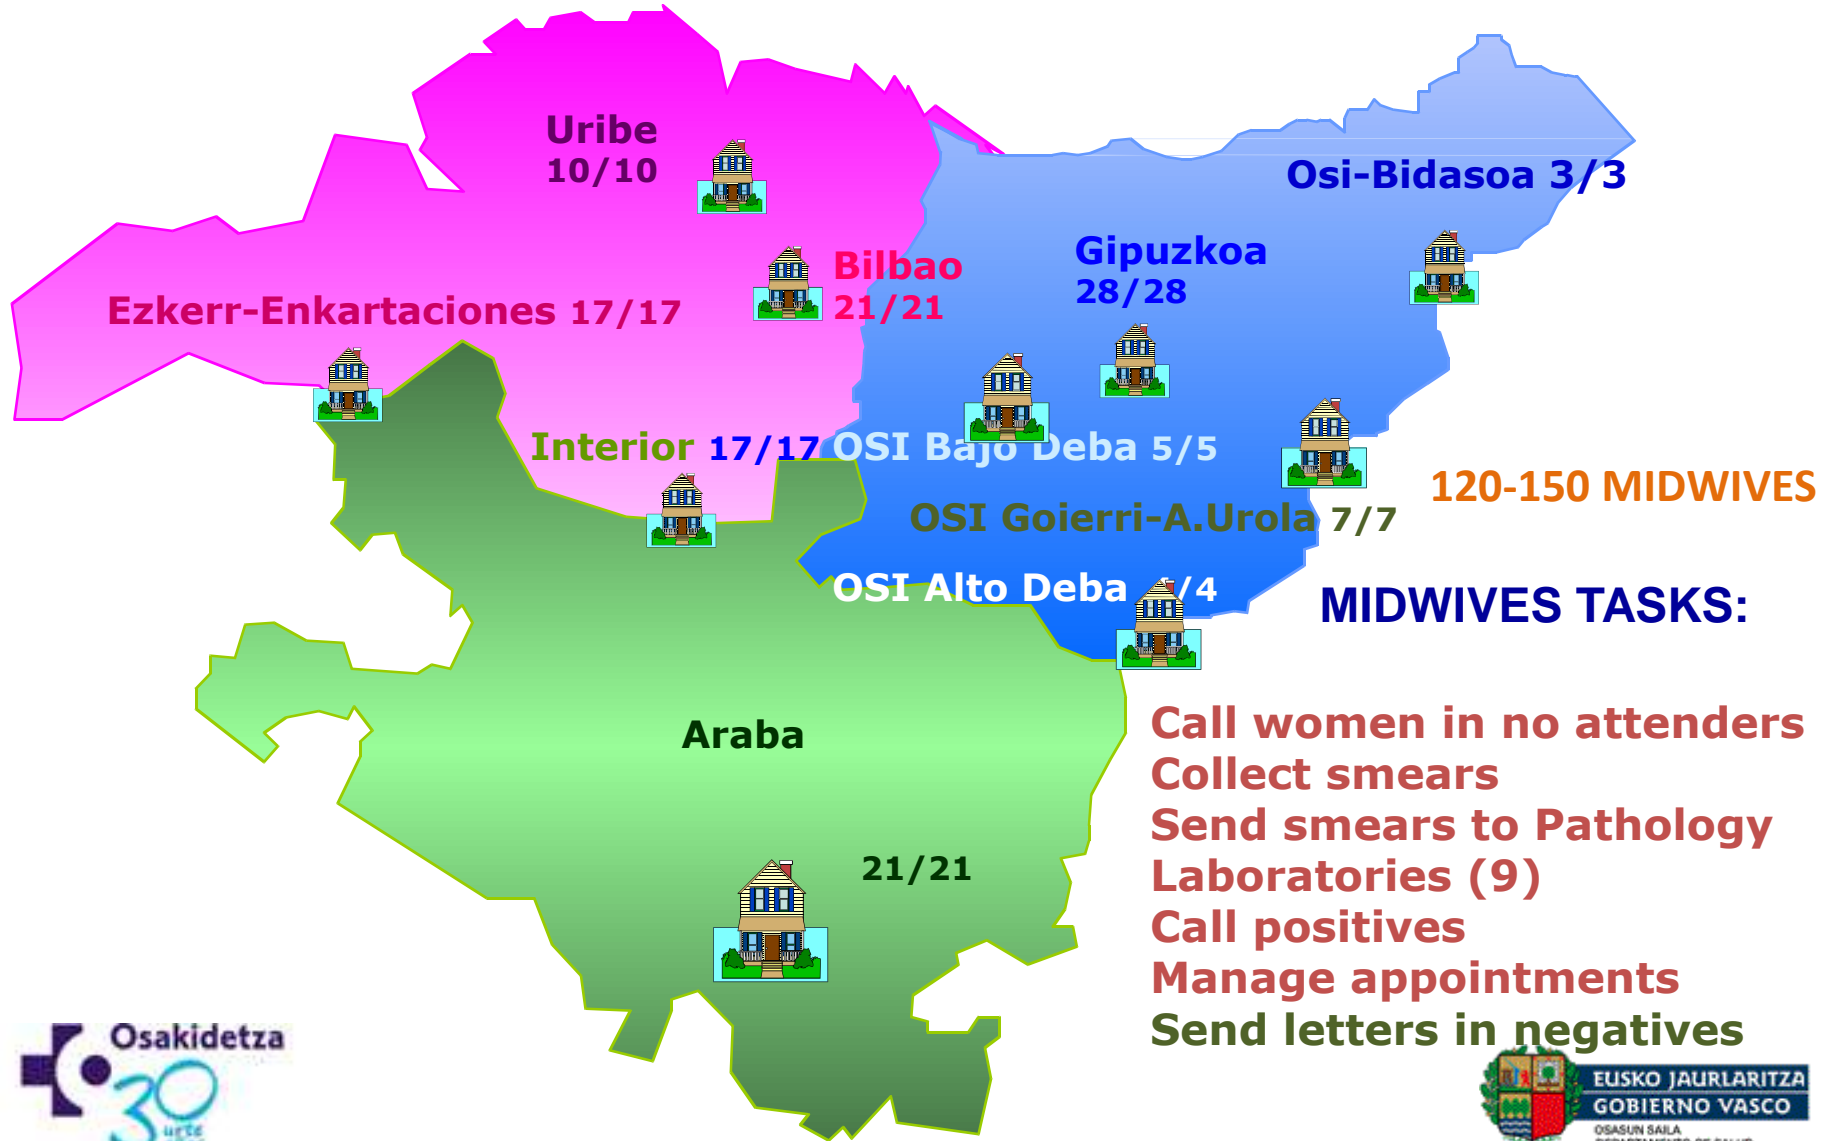 Uribe
10/10
Osi-Bidasoa 3/3
Bilbao
21/21
Gipuzkoa
28/28
Ezkerr-Enkartaciones 17/17
Interior 17/17
OSI Bajo Deba 5/5
120-150 MIDWIVES
OSI Goierri-A.Urola 7/7
OSI Alto Deba /4
MIDWIVES TASKS:
Araba
21/21
Call women in no attenders
Collect smears
Send smears to Pathology
Laboratories (9)
Call positives
Manage appointments
Send letters in negatives
Osakidetza
30
urte
EUSKO JAURLARITZA
GOBIERNO VASCO
OSASUN SAILA